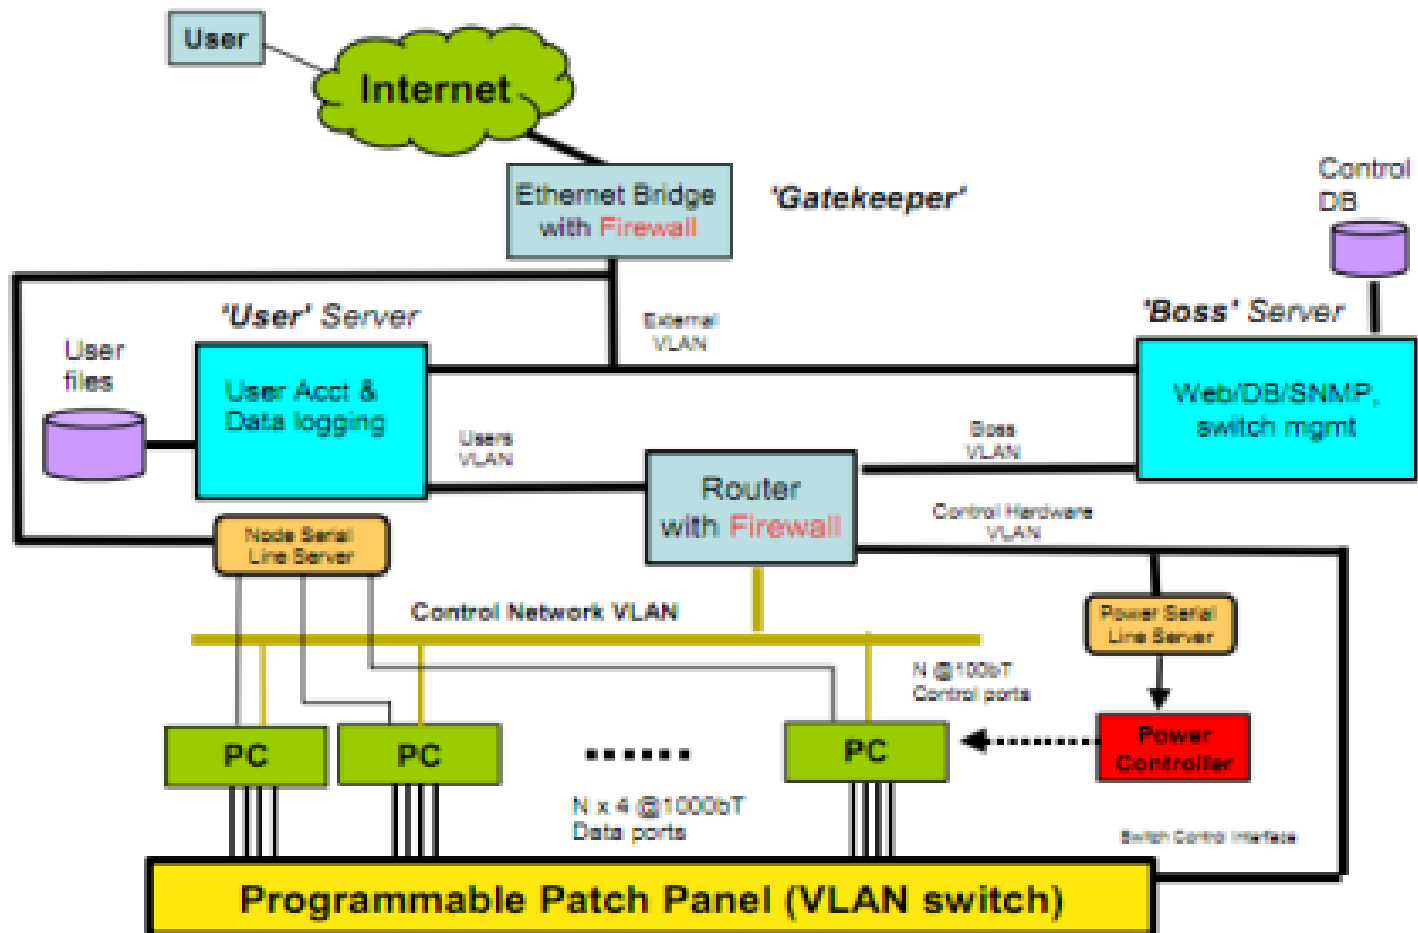 User
Internet
Ethernet Bridge
with Firewall
'Gatekeeper'
Control
DB
'User' Server
External
VLAN
'Boss' Server
User
files
User Acct &
Data logging
Web/DB/SNMP,
switch mgmt
Users
VLAN
Boss
VLAN
Router
with Firewall
Control Hardware
VLAN
Node Serial
Line Server
Control Network VLAN
Power Serial
Line Server
N @100bT
Control ports
PC
PC
......
PC
Power
Controller
N x 4 @1000bT
Data ports
Switch Control Interface
Programmable Patch Panel (VLAN switch)